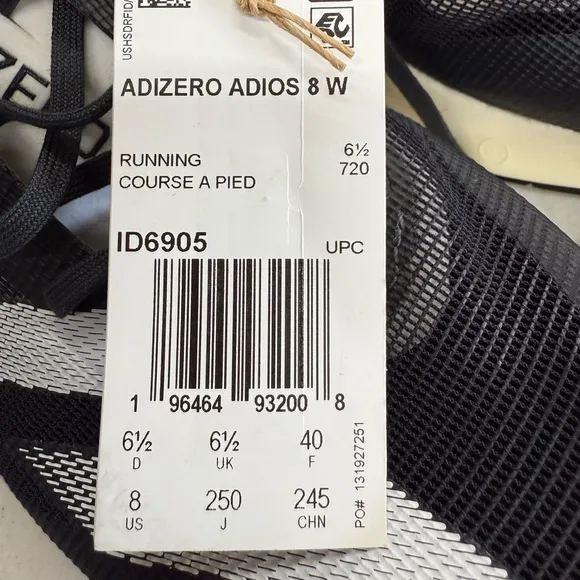 USHSDRFID/
ADIZERO ADIOS 8 W
RUNNING
COURSE A PIED
6½
720
ID6905
UPC
1 96464 93200 8
6½ 6½ 40
D UK F
8 250 245
US J CHN
PO# 131927251